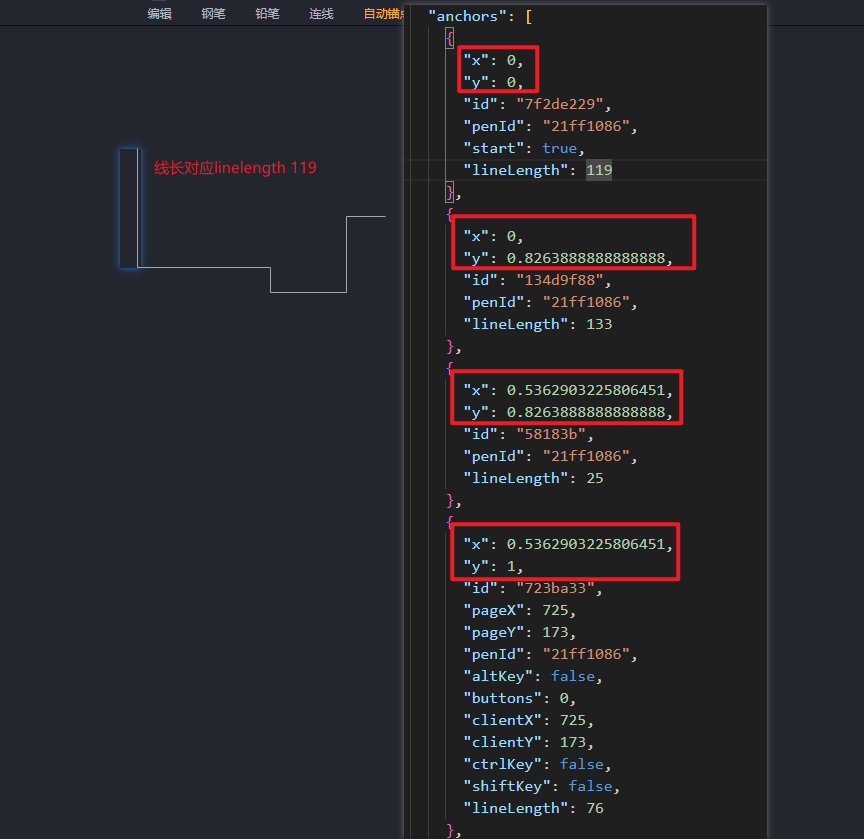 编辑 钢笔 铅笔 连线 自动锚
线长对应linelength 119
"anchors": [
{
"x": 0,
"y": 0,
"id": "7f2de229",
"penId": "21ff1086",
"start": true,
"lineLength": 119
},
{
"x": 0,
"y": 0.8263888888888888,
"id": "134d9f88",
"penId": "21ff1086",
"lineLength": 133
},
{
"x": 0.5362903225806451,
"y": 0.8263888888888888,
"id": "58183b",
"penId": "21ff1086",
"lineLength": 25
},
{
"x": 0.5362903225806451,
"y": 1,
"id": "723ba33",
"pageX": 725,
"pageY": 173,
"penId": "21ff1086",
"altKey": false,
"buttons": 0,
"clientX": 725,
"clientY": 173,
"ctrlKey": false,
"shiftKey": false,
"lineLength": 76
},